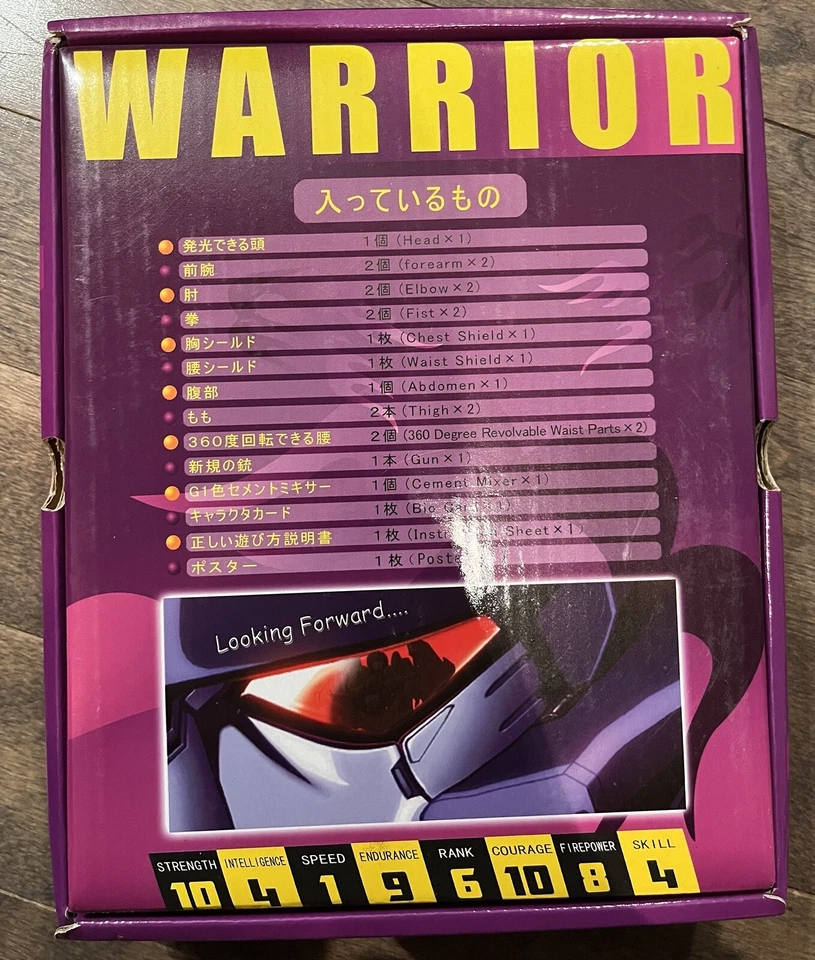 WARRIOR
入っているもの
発光できる頭 1個 (Head×1)
前腕 2個 (forearm×2)
肘 2個 (Elbow×2)
拳 2個 (Fist×2)
胸シールド 1枚 (Chest Shield×1)
腰シールド 1枚 (Waist Shield×1)
腹部 1個 (Abdomen×1)
もも 2本 (Thigh×2)
360度回転できる腰 2個 (360 Degree Revolvable Waist Parts×2)
新規の銃 1本 (Gun×1)
G1色セメントミキサー 1個 (Cement Mixer×1)
キャラクタカード 1枚 (Bio
正しい遊び方説明書 1枚 Sheet×1)
ポスター 1枚
Looking Forward....
STRENGTH INTELLIGENCE SPEED ENDURANCE RANK COURAGE FIREPOWER SKILL
10 4 1 9 6 10 8 4